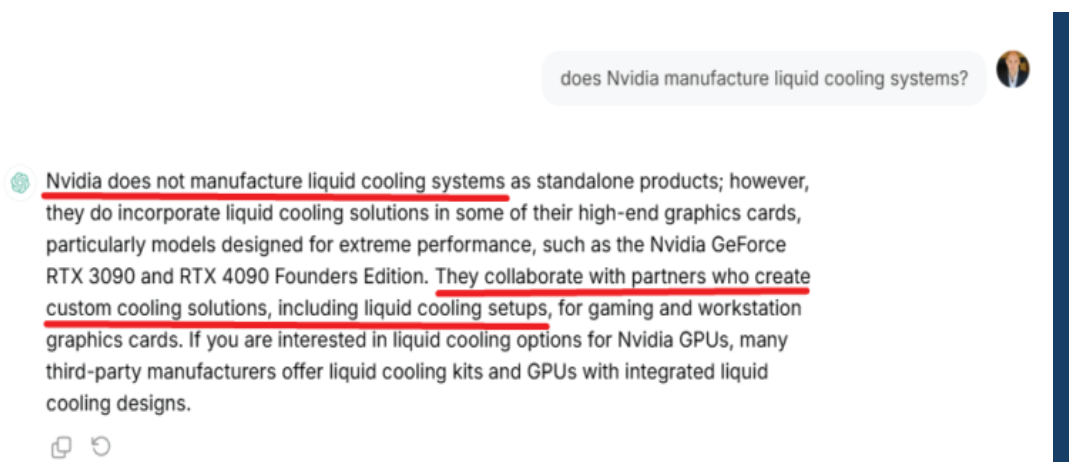 does Nvidia manufacture liquid cooling systems?
Nvidia does not manufacture liquid cooling systems as standalone products; however,
they do incorporate liquid cooling solutions in some of their high-end graphics cards,
particularly models designed for extreme performance, such as the Nvidia GeForce
RTX 3090 and RTX 4090 Founders Edition. They collaborate with partners who create
custom cooling solutions, including liquid cooling setups, for gaming and workstation
graphics cards. If you are interested in liquid cooling options for Nvidia GPUs, many
third-party manufacturers offer liquid cooling kits and GPUs with integrated liquid
cooling designs.